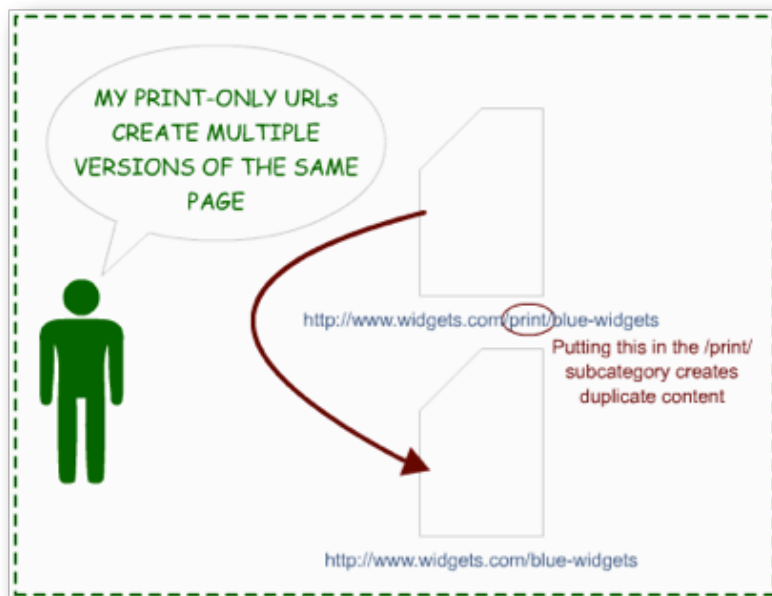 MY PRINT-ONLY URLs
CREATE MULTIPLE
VERSIONS OF THE SAME
PAGE
http://www.widgets.com/print/blue-widgets
Putting this in the /print/
subcategory creates
duplicate content
http://www.widgets.com/blue-widgets